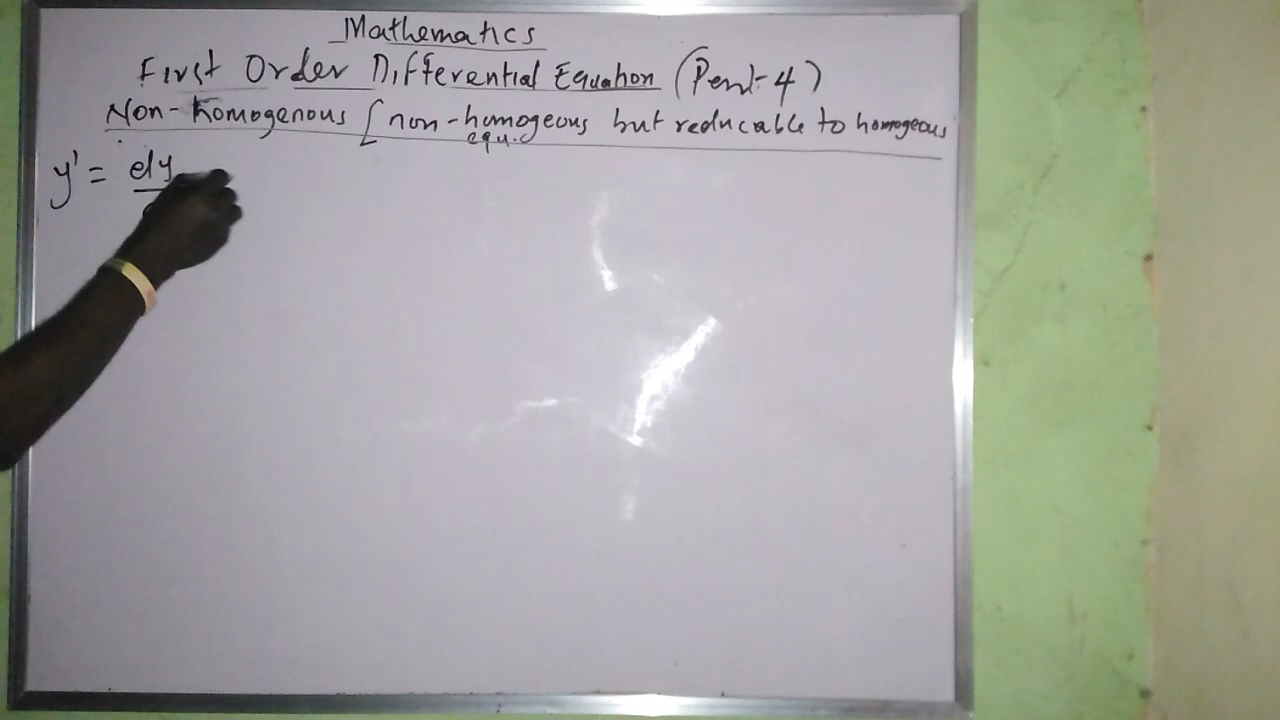 Mathematics
First Order Differential Equation (Part-4)
Non-homogenous [non-homogeous but reducable to homogeous
equ.
y' = dy